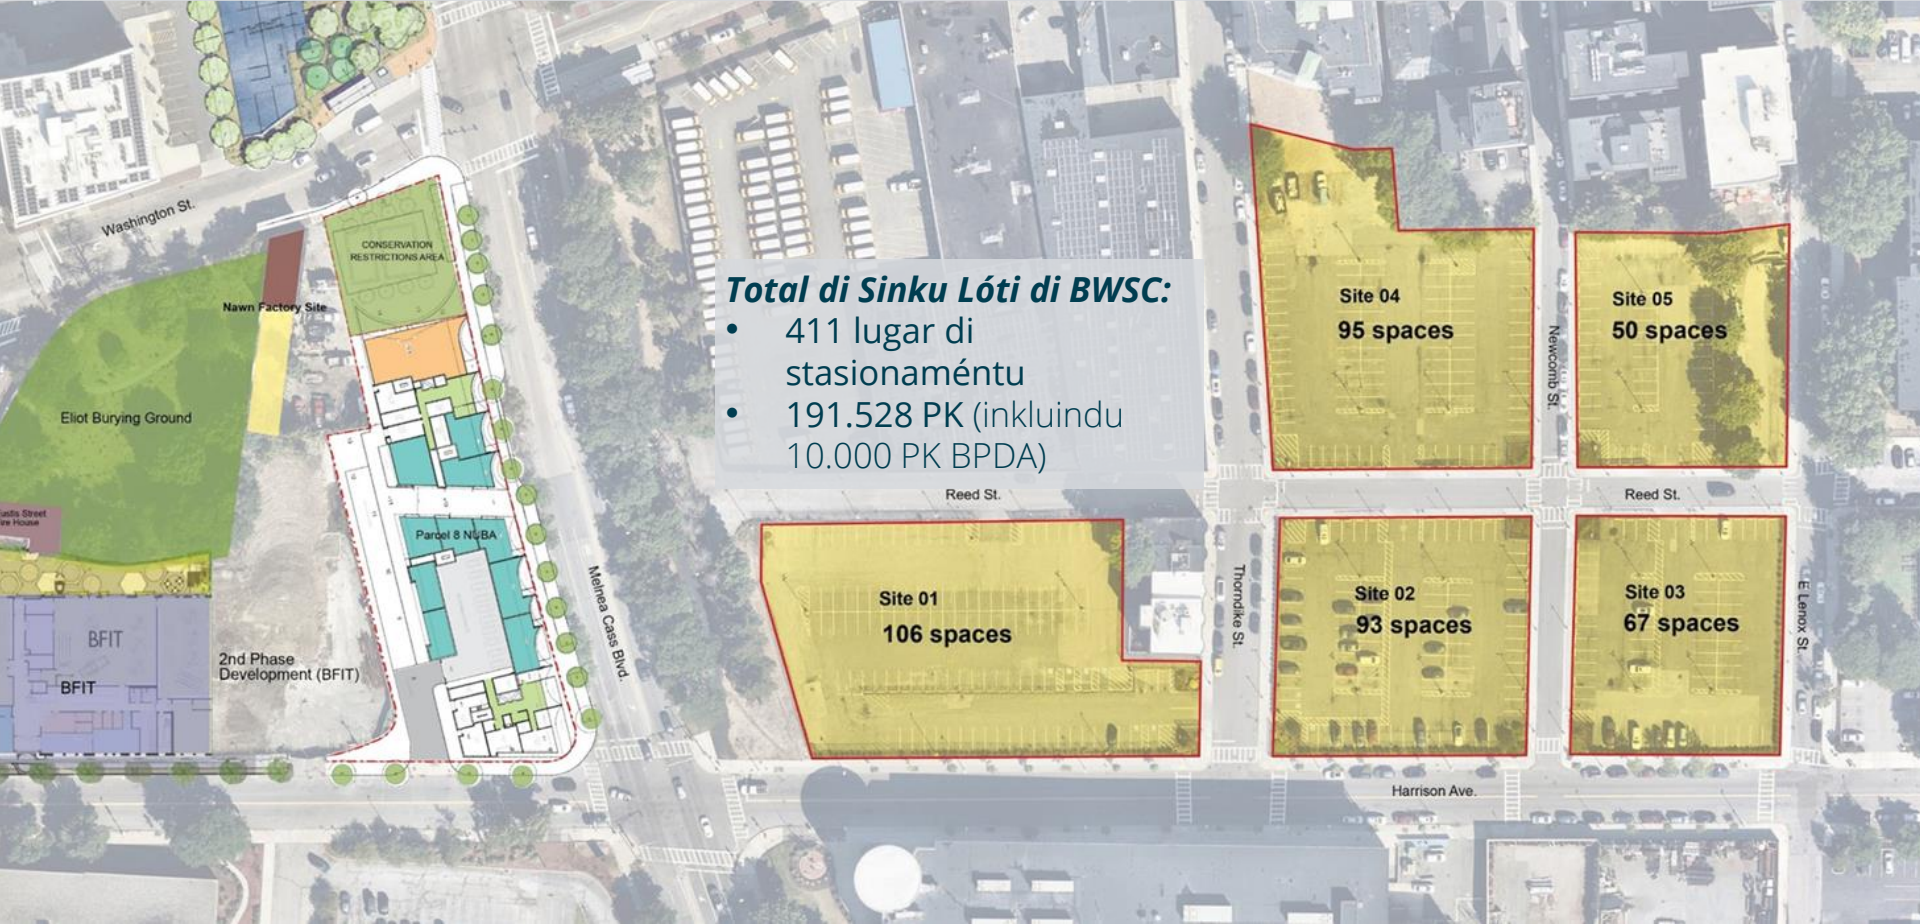 Washington St.
CONSERVATION
RESTRICTIONS AREA
Nawn Factory Site
Eliot Burying Ground
Parcel 8 NUBA
BFIT
BFIT
2nd Phase
Development (BFIT)
Melnea Cass Blvd.
Total di Sinku Lóti di BWSC:
• 411 lugar di
stasionaméntu
• 191.528 PK (inkluindu
10.000 PK BPDA)
Site 04
95 spaces
Newcomb St.
Site 05
50 spaces
Reed St.
Reed St.
Site 01
106 spaces
Thorndike St.
Site 02
93 spaces
Site 03
67 spaces
E Lenox St.
Harrison Ave.